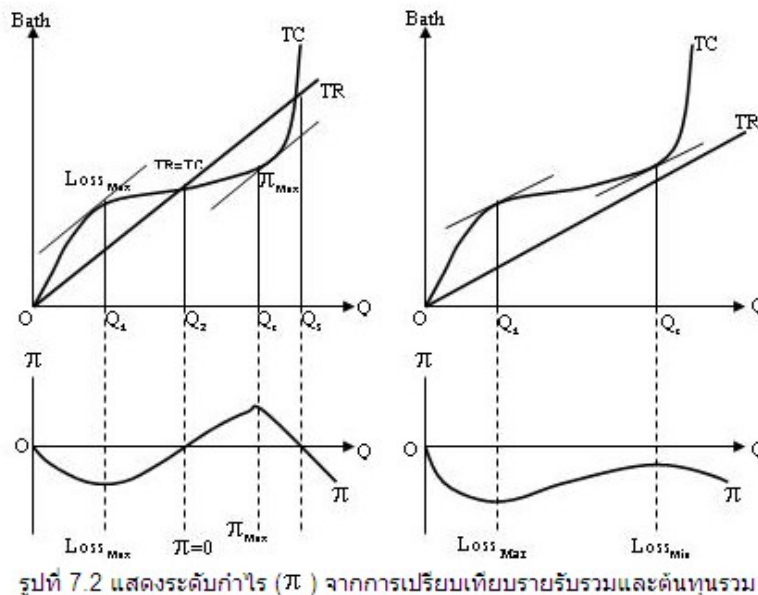 Bath
TC
TR
TR=TC
Loss Max
π Max
O
Q₁
Q₂
Qₑ
Q₅
Q
π
O
Q
π
Loss Max
π=0
π Max
Bath
TC
TR
O
Q₁
Qₑ
Q
π
O
Q
π
Loss Max
Loss Min
รูปที่ 7.2 แสดงระดับกำไร (π) จากการเปรียบเทียบรายรับรวมและต้นทุนรวม